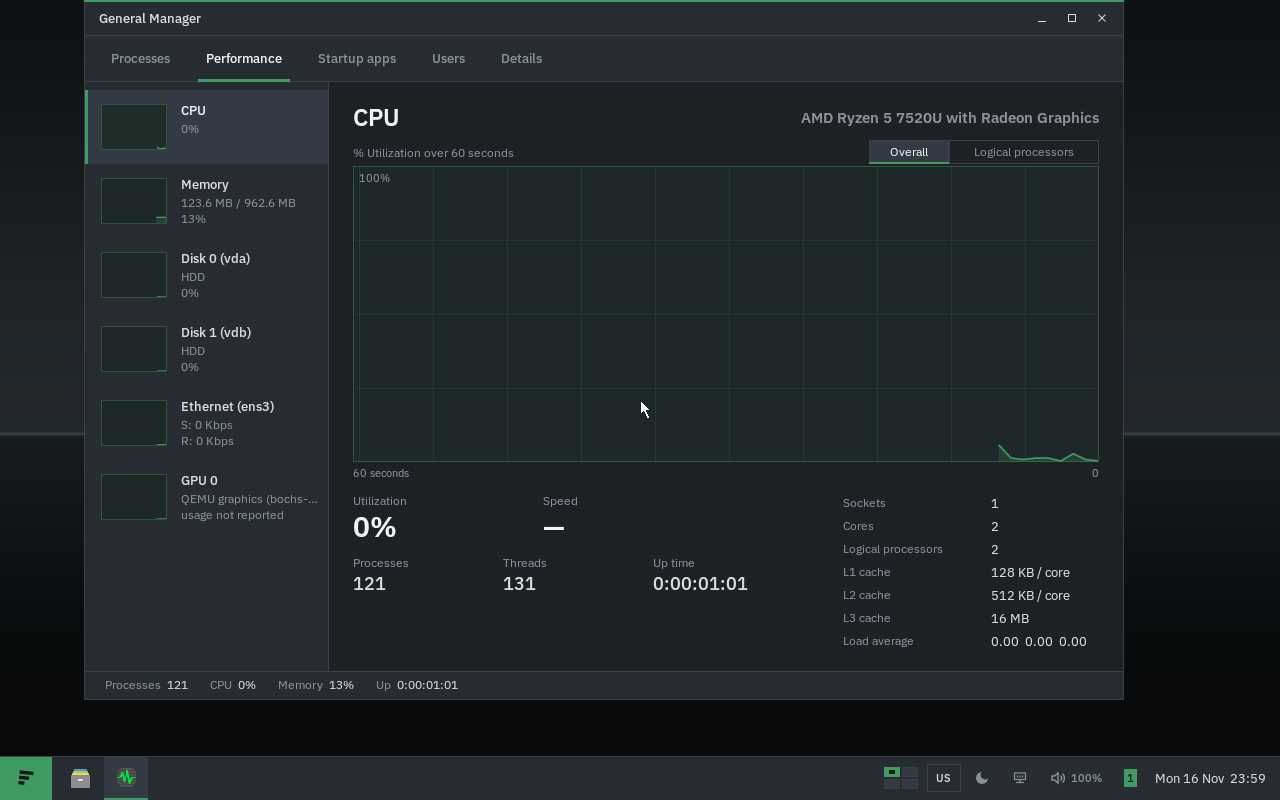 General Manager
Processes Performance Startup apps Users Details
CPU
0%
Memory
123.6 MB / 962.6 MB
13%
Disk 0 (vda)
HDD
0%
Disk 1 (vdb)
HDD
0%
Ethernet (ens3)
S: 0 Kbps
R: 0 Kbps
GPU 0
QEMU graphics (bochs-...
usage not reported
CPU AMD Ryzen 5 7520U with Radeon Graphics
% Utilization over 60 seconds Overall Logical processors
100%
60 seconds 0
Utilization Speed
0% —
Processes Threads Up time
121 131 0:00:01:01
Sockets 1
Cores 2
Logical processors 2
L1 cache 128 KB / core
L2 cache 512 KB / core
L3 cache 16 MB
Load average 0.00 0.00 0.00
Processes 121 CPU 0% Memory 13% Up 0:00:01:01
US 100% 1 Mon 16 Nov 23:59